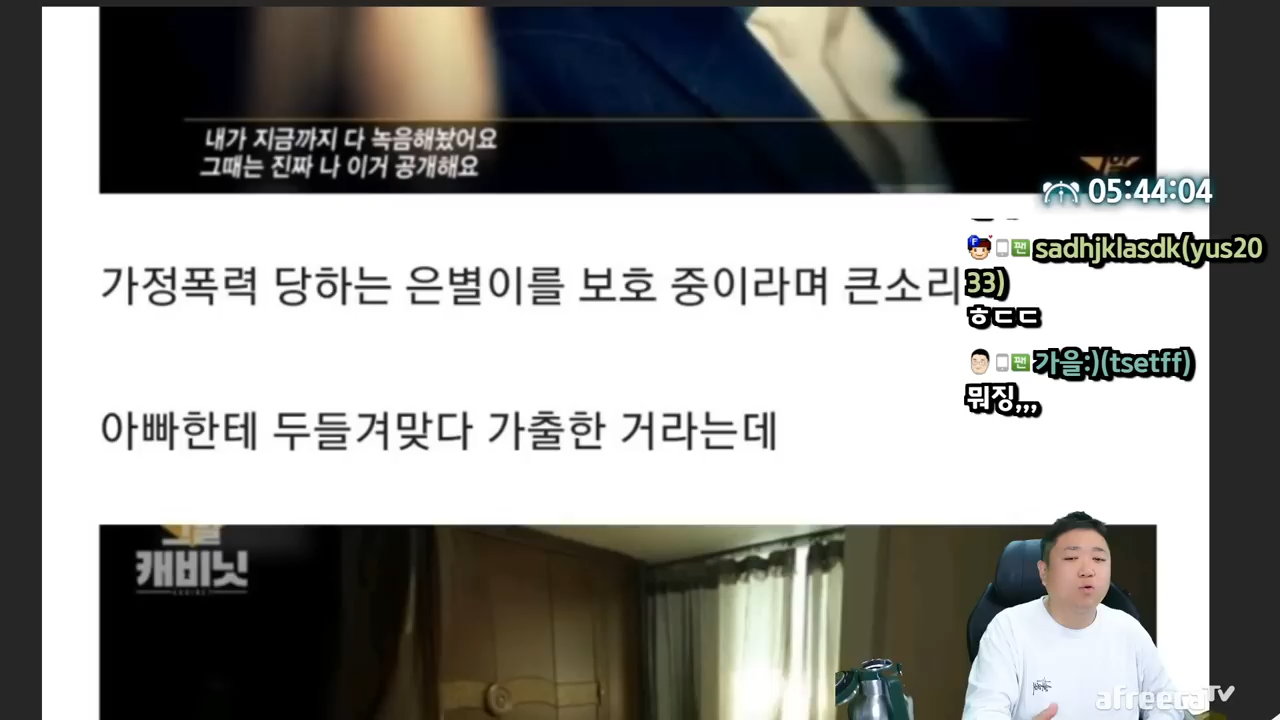 내가 지금까지 다 녹음해놨어요
그때는 진짜 나 이거 공개해요
05:44:04
팬 sadhjklasdk(yus20
33)
ㅎㄷㄷ
가정폭력 당하는 은별이를 보호 중이라며 큰소리
팬 가을:)(tsetff)
뭐징,,,
아빠한테 두들겨맞다 가출한 거라는데
캐비닛
CABINET
afreecaTV